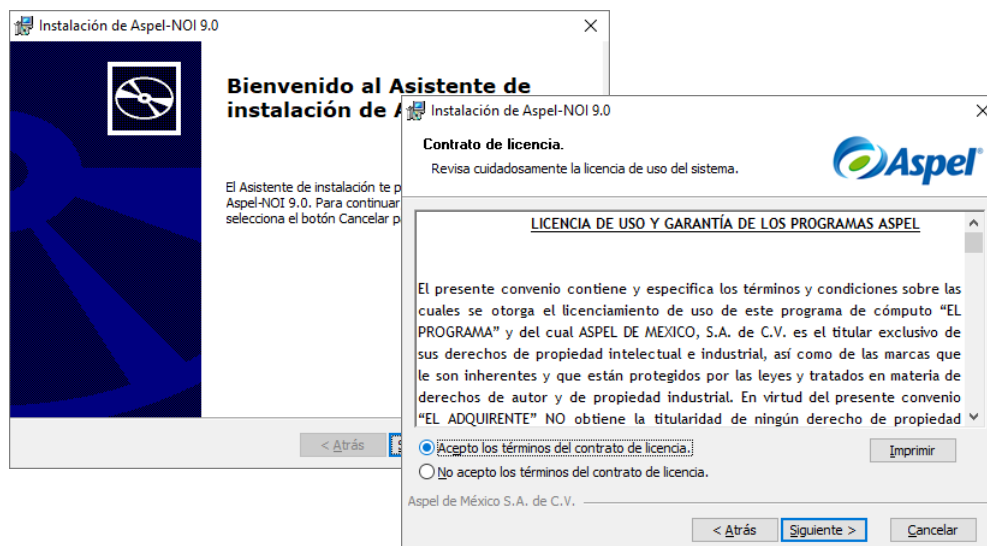 Instalación de Aspel-NOI 9.0
Bienvenido al Asistente de
instalación de
El Asistente de instalación te
Aspel-NOI 9.0. Para continuar
selecciona el botón Cancelar
< Atrás
Instalación de Aspel-NOI 9.0
Contrato de licencia.
Revisa cuidadosamente la licencia de uso del sistema.
Aspel
LICENCIA DE USO Y GARANTÍA DE LOS PROGRAMAS ASPEL
El presente convenio contiene y especifica los términos y condiciones sobre las
cuales se otorga el licenciamiento de uso de este programa de cómputo “EL
PROGRAMA” y del cual ASPEL DE MEXICO, S.A. de C.V. es el titular exclusivo de
sus derechos de propiedad intelectual e industrial, así como de las marcas que
le son inherentes y que están protegidos por las leyes y tratados en materia de
derechos de autor y de propiedad industrial. En virtud del presente convenio
“EL ADQUIRENTE” NO obtiene la titularidad de ningún derecho de propiedad
Acepto los términos del contrato de licencia.
Imprimir
No acepto los términos del contrato de licencia.
Aspel de México S.A. de C.V.
< Atrás
Siguiente >
Cancelar